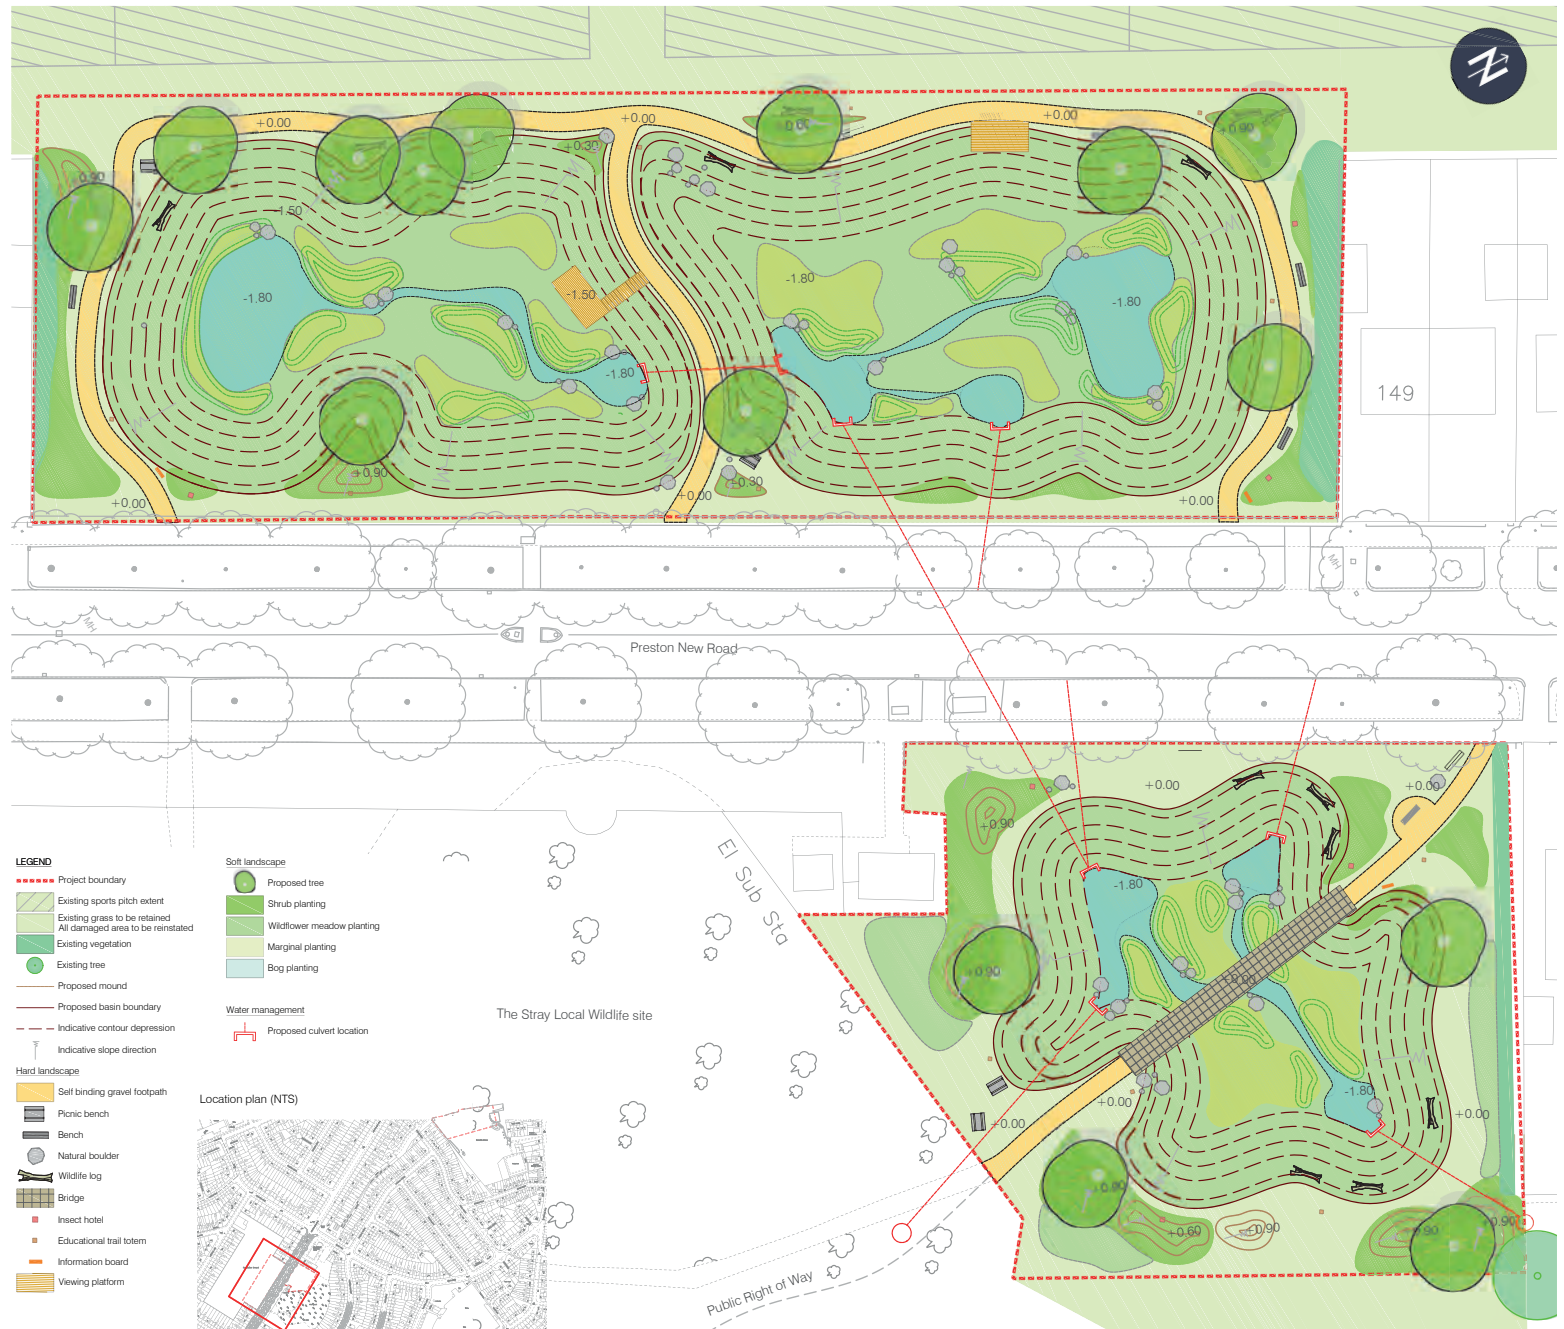 +0.00
+0.00
+0.00
0.00
+0.90
+0.30
0.90
-1.50
-1.80
-1.50
-1.80
-1.80
-1.80
149
+0.90
+0.30
+0.00
+0.00
+0.00
MH
MH
Preston New Road
+0.00
+0.00
+0.90
-1.80
El Sub Sta
+0.90
The Stray Local Wildlife site
-1.80
+0.00
+0.00
+0.00
+0.90
+0.60
+0.90
+0.90
+0.90
Public Right of Way
LEGEND
Project boundary
Existing sports pitch extent
Existing grass to be retained
All damaged area to be reinstated
Existing vegetation
Existing tree
Proposed mound
Proposed basin boundary
Indicative contour depression
Indicative slope direction
Hard landscape
Self binding gravel footpath
Picnic bench
Bench
Natural boulder
Wildlife log
Bridge
Insect hotel
Educational trail totem
Information board
Viewing platform
Soft landscape
Proposed tree
Shrub planting
Wildflower meadow planting
Marginal planting
Bog planting
Water management
Proposed culvert location
Location plan (NTS)